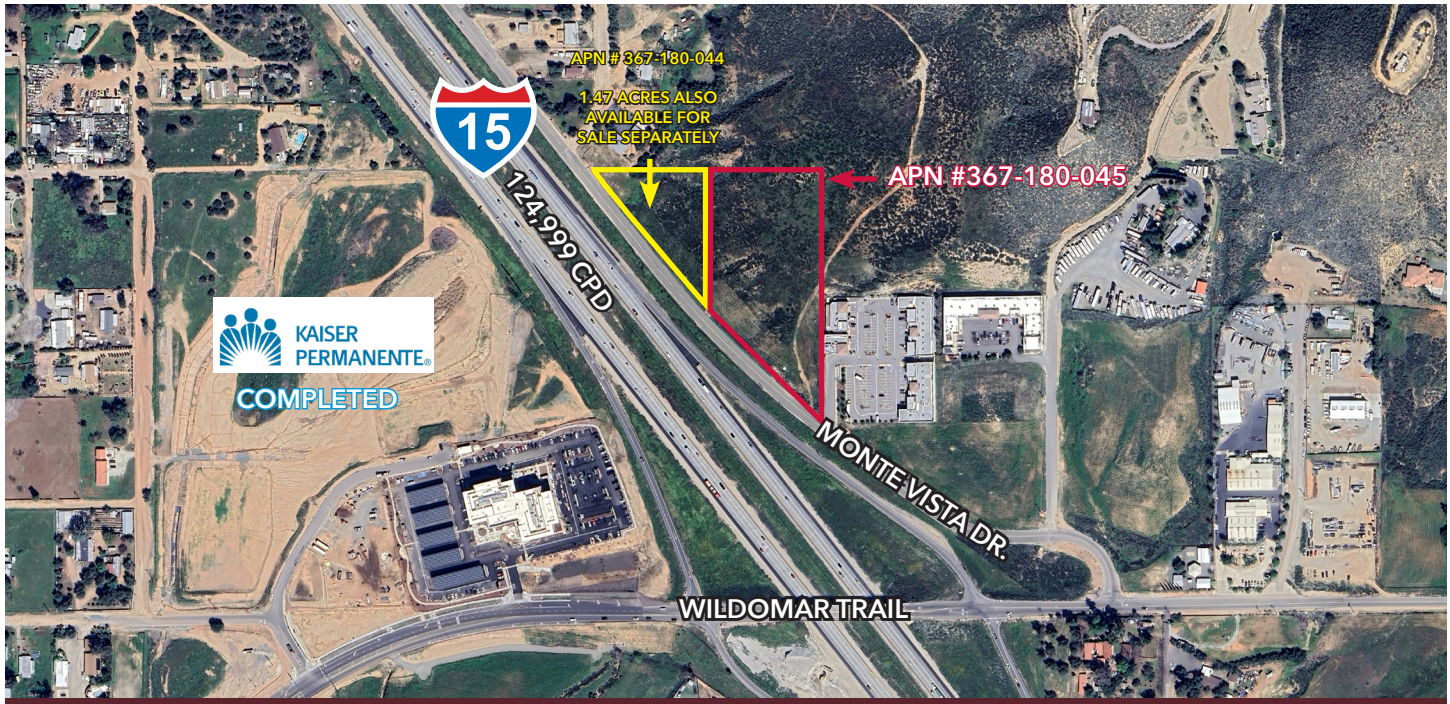 APN # 367-180-044
1.47 ACRES ALSO
AVAILABLE FOR
SALE SEPARATELY
15
APN #367-180-045
124,999 CPD
KAISER
PERMANENTE®
COMPLETED
MONTE VISTA DR.
WILDOMAR TRAIL